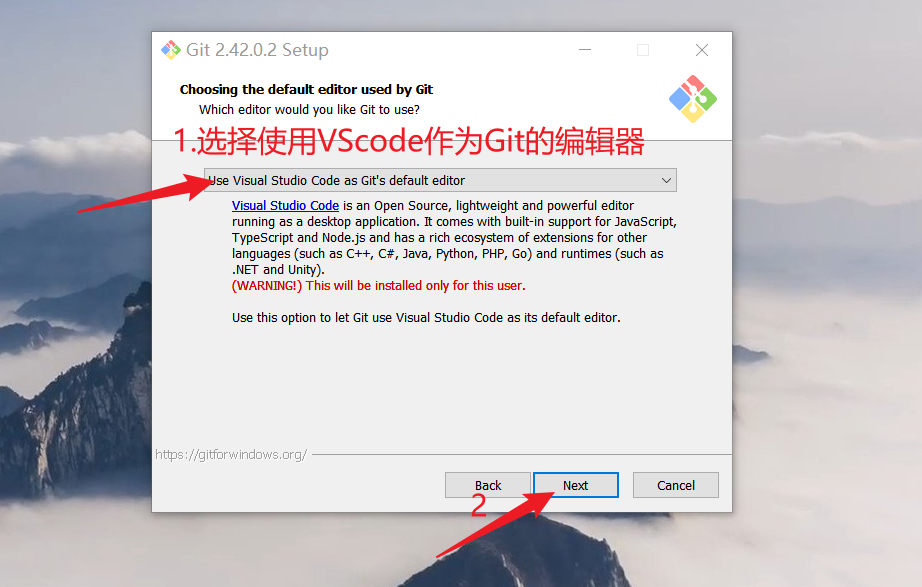 Git 2.42.0.2 Setup
Choosing the default editor used by Git
Which editor would you like Git to use?
1.选择使用VScode作为Git的编辑器
Use Visual Studio Code as Git's default editor
Visual Studio Code is an Open Source, lightweight and powerful editor
running as a desktop application. It comes with built-in support for JavaScript,
TypeScript and Node.js and has a rich ecosystem of extensions for other
languages (such as C++, C#, Java, Python, PHP, Go) and runtimes (such as
.NET and Unity).
(WARNING!) This will be installed only for this user.
Use this option to let Git use Visual Studio Code as its default editor.
https://gitforwindows.org/
Back Next Cancel
2